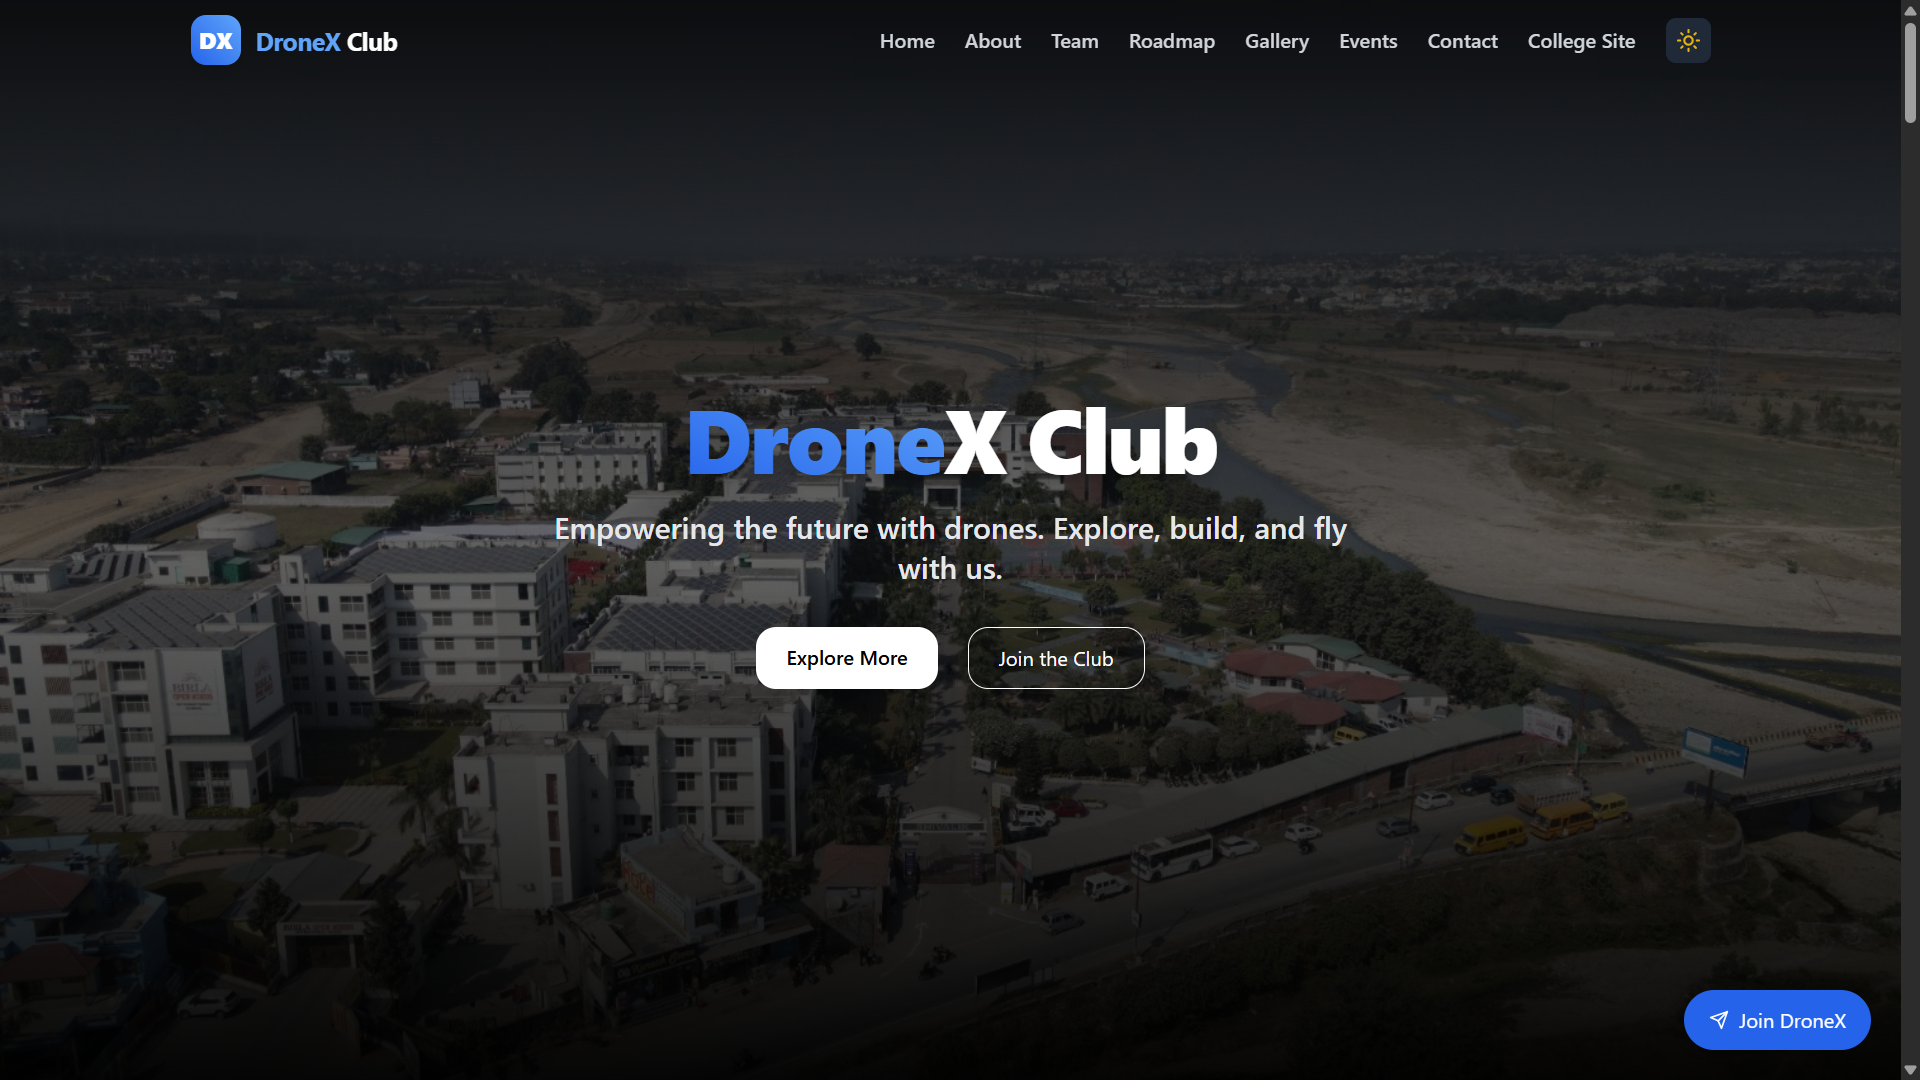 DX
DroneX Club
Home
About
Team
Roadmap
Gallery
Events
Contact
College Site
DroneX Club
Empowering the future with drones. Explore, build, and fly
with us.
Explore More
Join the Club
Join DroneX